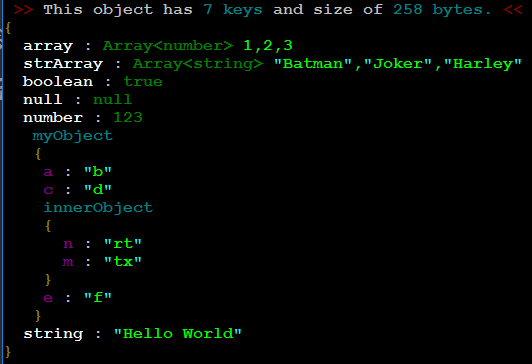 >> This object has 7 keys and size of 258 bytes. <<
{
array : Array<number> 1,2,3
strArray : Array<string> "Batman","Joker","Harley"
boolean : true
null : null
number : 123
myObject
{
a : "b"
c : "d"
innerObject
{
n : "rt"
m : "tx"
}
e : "f"
}
string : "Hello World"
}